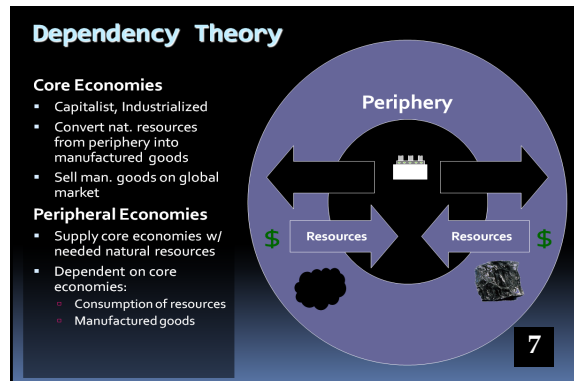 Dependency Theory
Core Economies
▪ Capitalist, Industrialized
▪ Convert nat. resources
from periphery into
manufactured goods
▪ Sell man. goods on global
market
Peripheral Economies
▪ Supply core economies w/
needed natural resources
▪ Dependent on core
economies:
▫ Consumption of resources
▫ Manufactured goods
Periphery
$ Resources Resources $
7